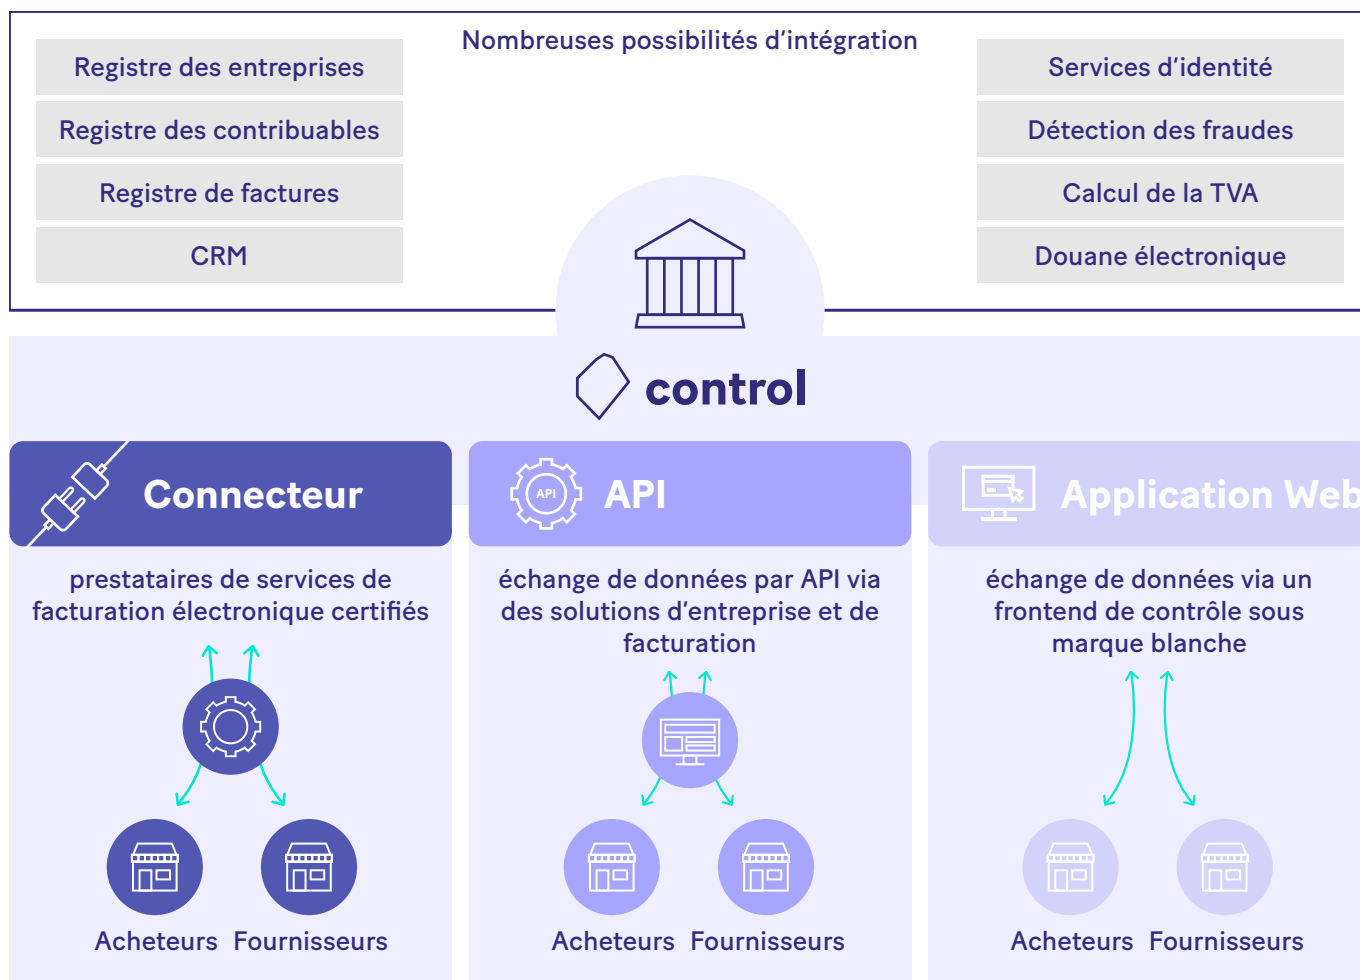 Nombreuses possibilités d’intégration
Registre des entreprises
Registre des contribuables
Registre de factures
CRM
Services d’identité
Détection des fraudes
Calcul de la TVA
Douane électronique
control
Connecteur
prestataires de services de
facturation électronique certifiés
Acheteurs Fournisseurs
API
API
échange de données par API via
des solutions d’entreprise et de
facturation
Acheteurs Fournisseurs
Application Web
échange de données via un
frontend de contrôle sous
marque blanche
Acheteurs Fournisseurs